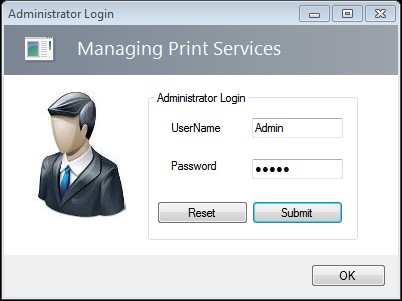 Administrator Login
Managing Print Services
Administrator Login
UserName Admin
Password •••••
Reset Submit
OK